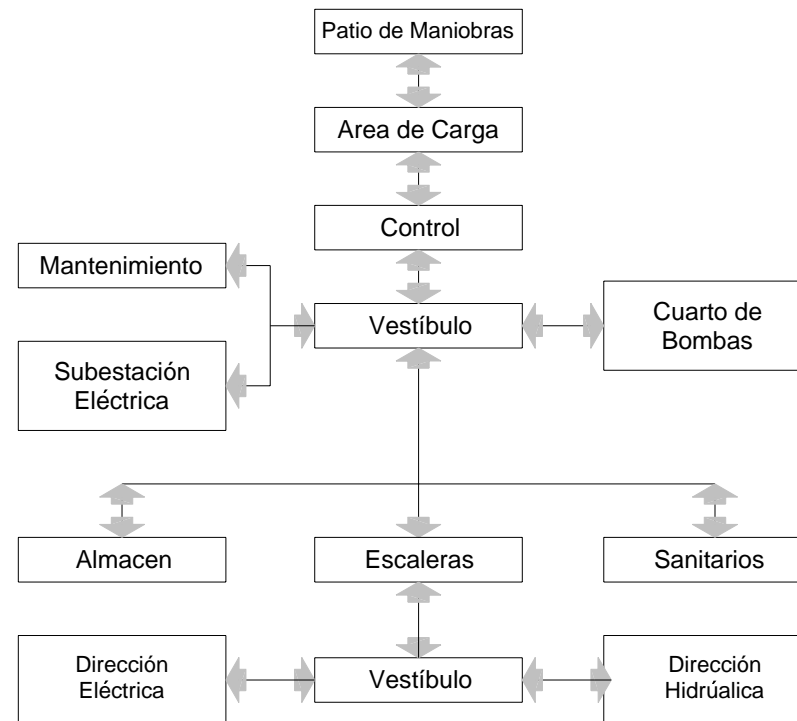 Patio de Maniobras
Area de Carga
Control
Mantenimiento
Vestíbulo
Cuarto de
Bombas
Subestación
Eléctrica
Almacen
Escaleras
Sanitarios
Dirección
Eléctrica
Vestíbulo
Dirección
Hidrúalica